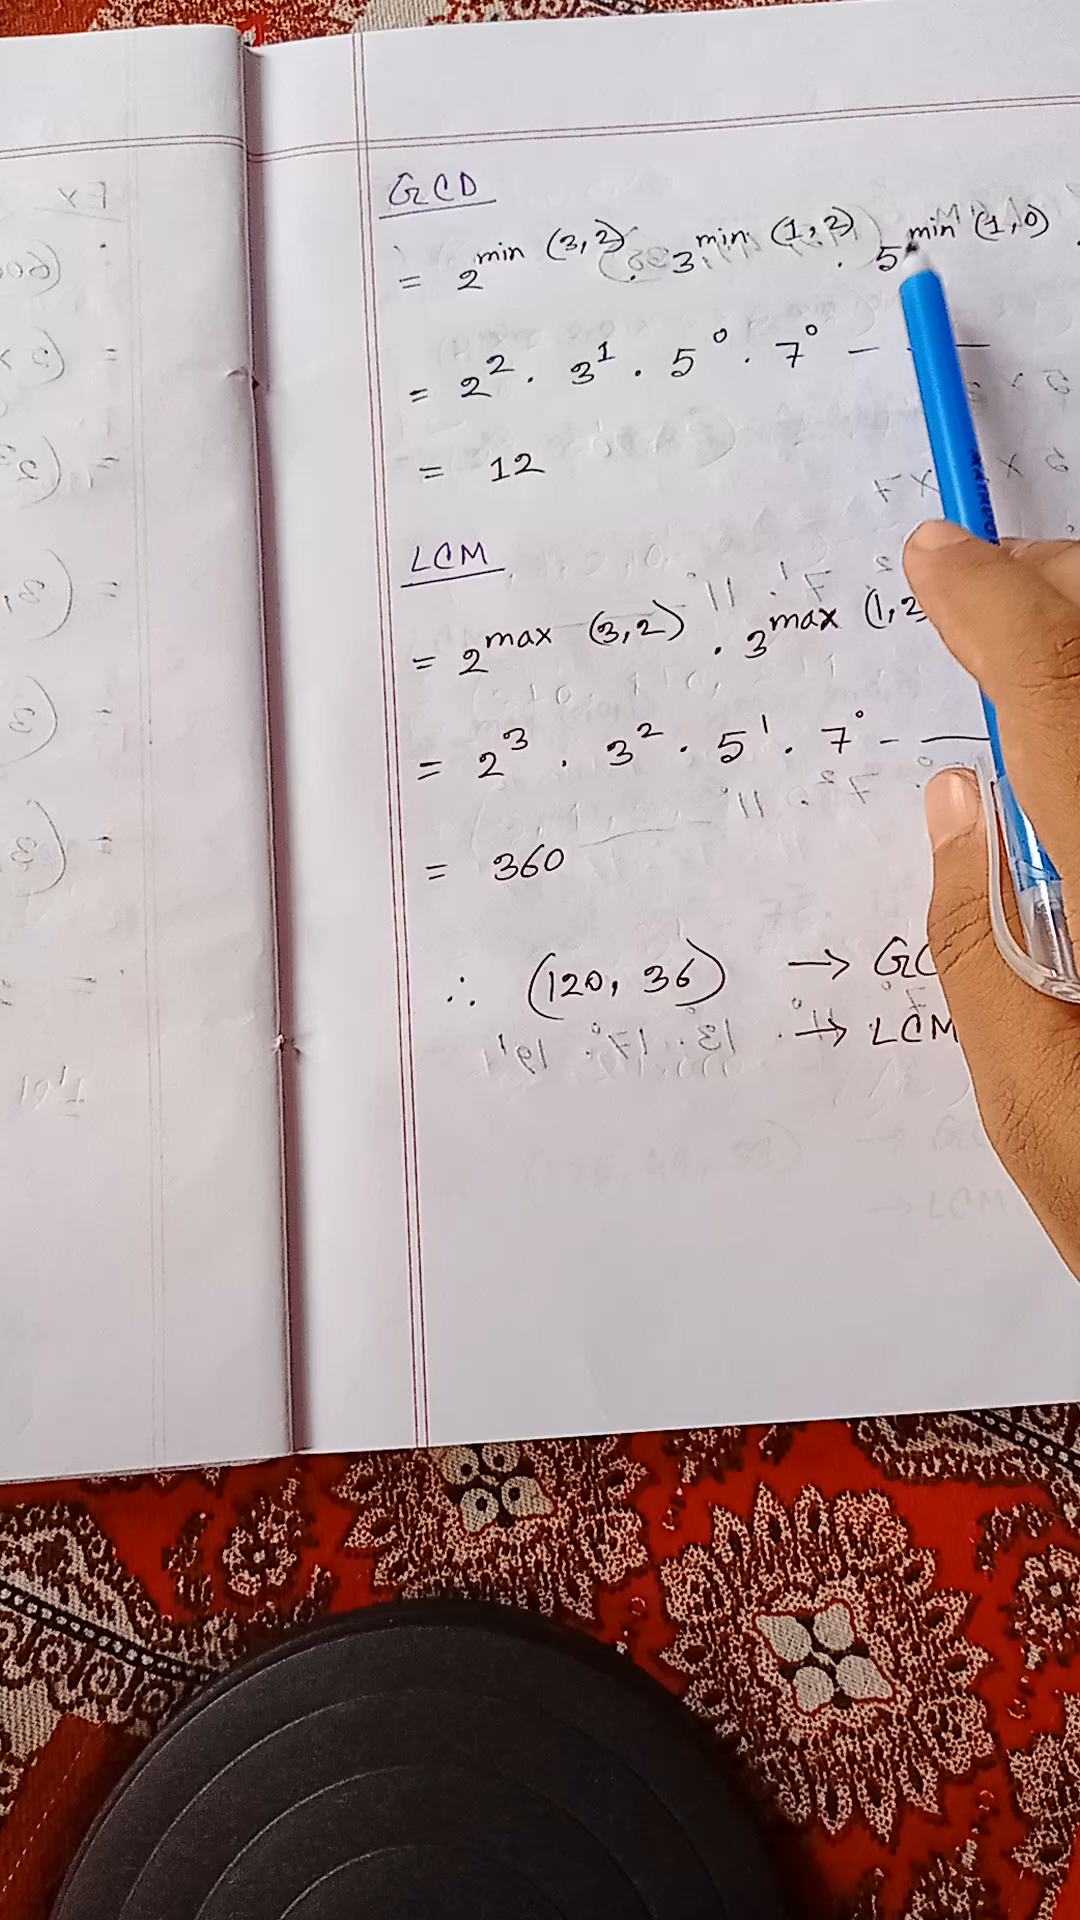 GCD
= 2^min (3,2) . 3^min (1,2) . 5^min (1,0) .
= 2^2 . 3^1 . 5^0 . 7^0 – —
= 12
LCM
= 2^max (3,2) . 3^max (1,2
= 2^3 . 3^2 . 5^1 . 7^0 – —
= 360
∴ (120, 36) → GC
→ LCM